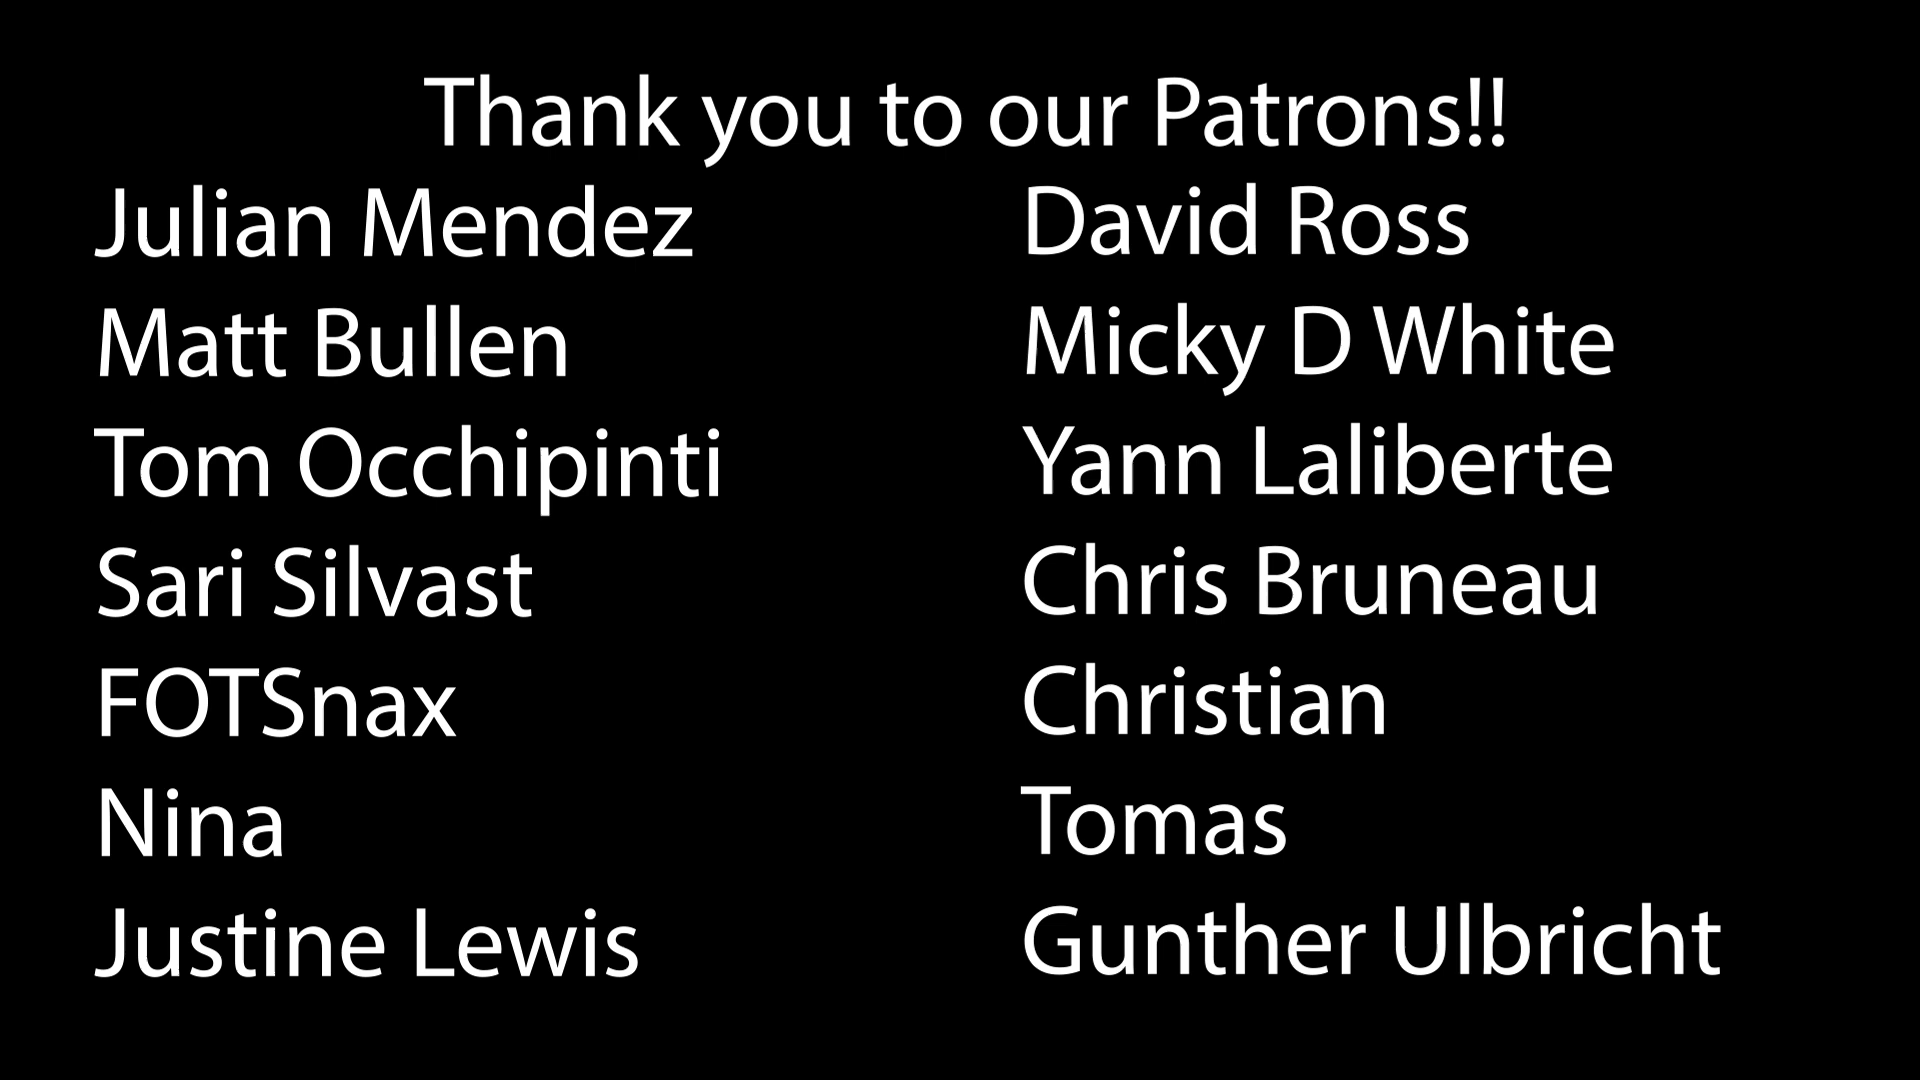 Thank you to our Patrons!!
Julian Mendez
Matt Bullen
Tom Occhipinti
Sari Silvast
FOTSnax
Nina
Justine Lewis
David Ross
Micky D White
Yann Laliberte
Chris Bruneau
Christian
Tomas
Gunther Ulbricht